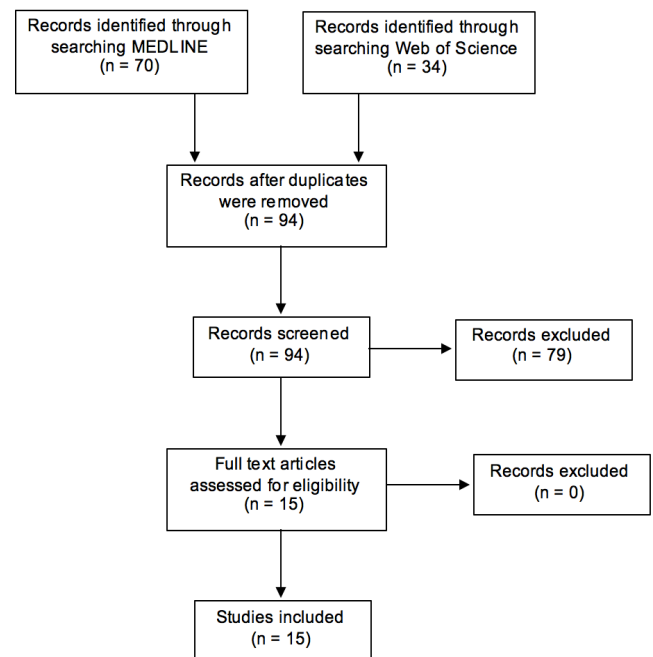 Records identified through
searching MEDLINE
(n = 70)
Records identified through
searching Web of Science
(n = 34)
Records after duplicates
were removed
(n = 94)
Records screened
(n = 94)
Records excluded
(n = 79)
Full text articles
assessed for eligibility
(n = 15)
Records excluded
(n = 0)
Studies included
(n = 15)